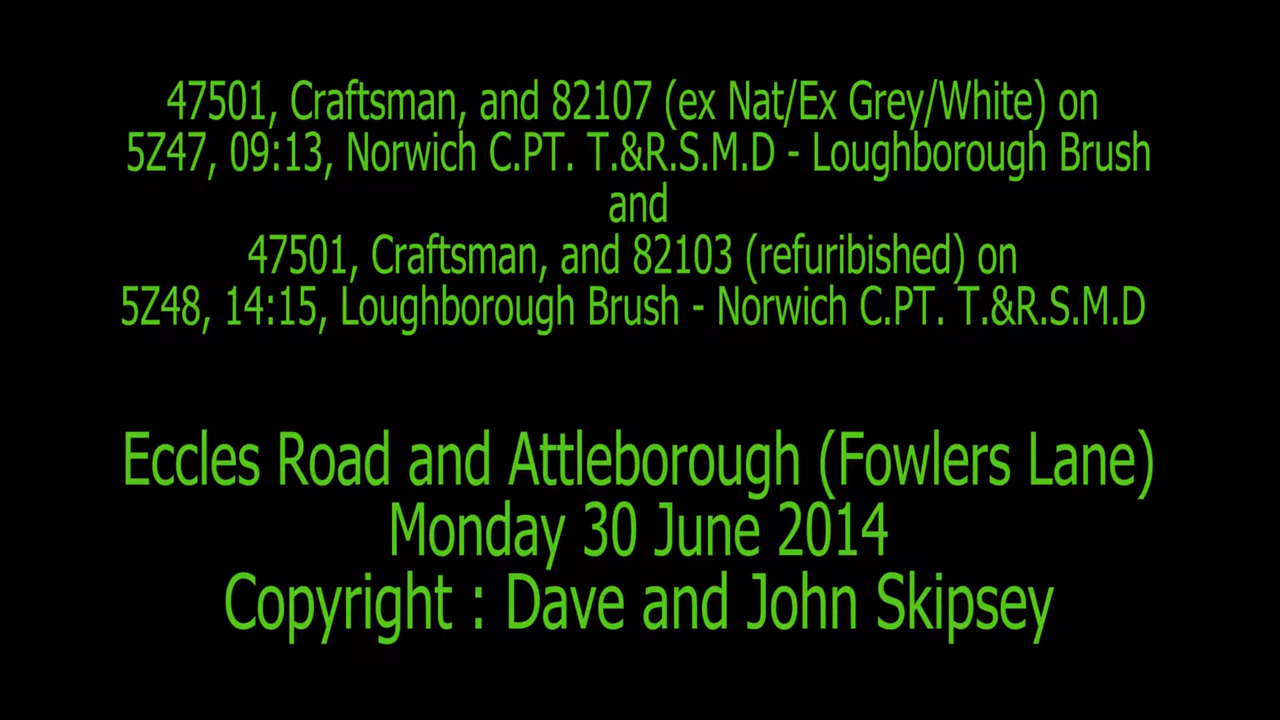 47501, Craftsman, and 82107 (ex Nat/Ex Grey/White) on
5Z47, 09:13, Norwich C.PT. T.&R.S.M.D - Loughborough Brush
and
47501, Craftsman, and 82103 (refuribished) on
5Z48, 14:15, Loughborough Brush - Norwich C.PT. T.&R.S.M.D
Eccles Road and Attleborough (Fowlers Lane)
Monday 30 June 2014
Copyright : Dave and John Skipsey